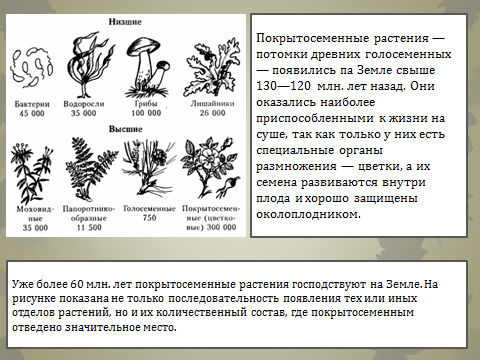 Низшие
Бактерии
45 000
Водоросли
35 000
Грибы
100 000
Лишайники
26 000
Высшие
Моховид-
ные
35 000
Папоротнико-
образные
11 500
Голосеменные
750
Покрытосемен-
ные (цветко-
вые) 300 000
Покрытосеменные растения —
потомки древних голосеменных
— появились па Земле свыше
130—120 млн. лет назад. Они
оказались наиболее
приспособленными к жизни на
суше, так как только у них есть
специальные органы
размножения — цветки, а их
семена развиваются внутри
плода и хорошо защищены
околоплодником.
Уже более 60 млн. лет покрытосеменные растения господствуют на Земле. На
рисунке показана не только последовательность появления тех или иных
отделов растений, но и их количественный состав, где покрытосеменным
отведено значительное место.